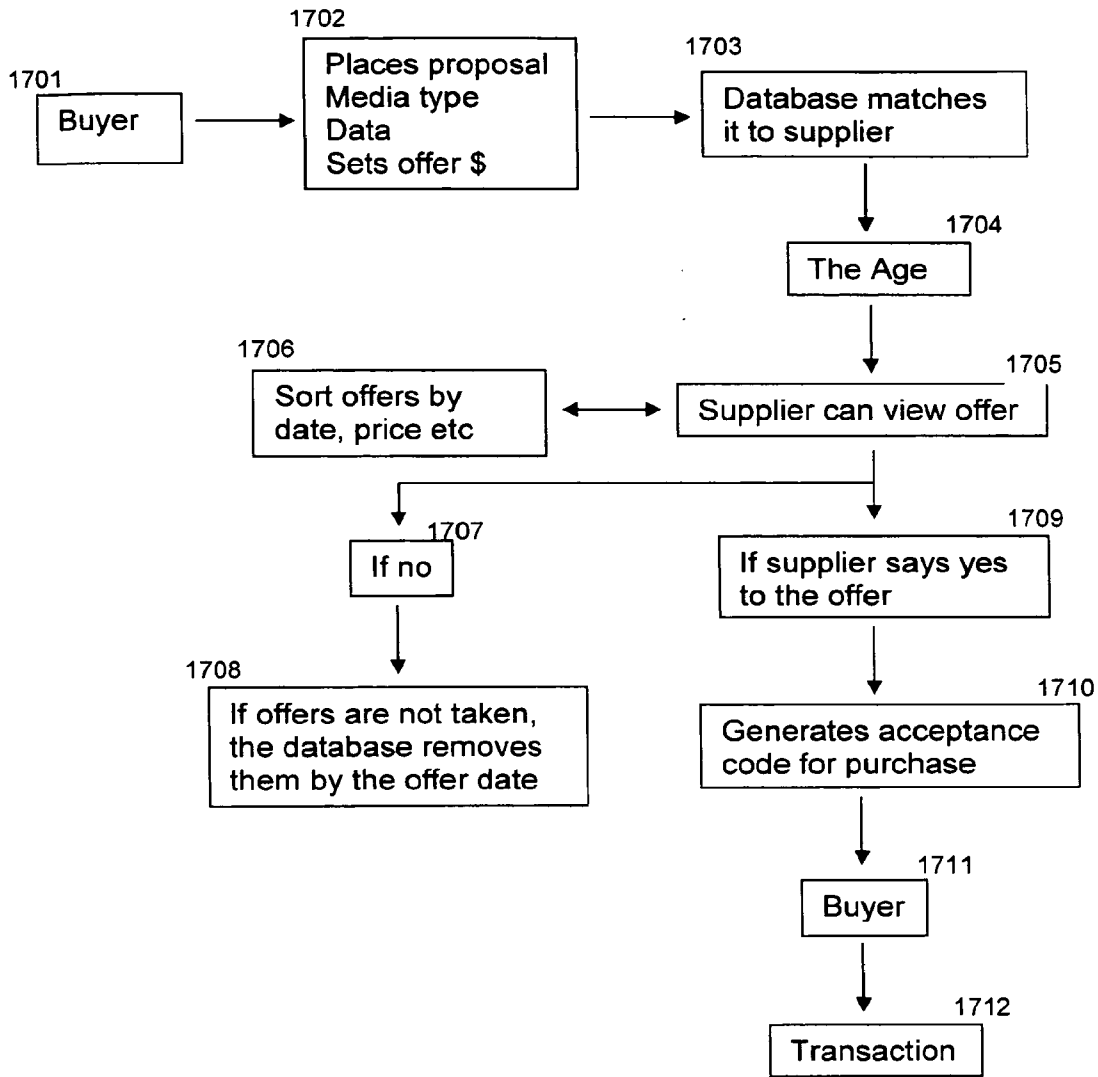 1701
Buyer
1702
Places proposal
Media type
Data
Sets offer $
1703
Database matches
it to supplier
1704
The Age
1705
Supplier can view offer
1706
Sort offers by
date, price etc
1707
If no
1708
If offers are not taken,
the database removes
them by the offer date
1709
If supplier says yes
to the offer
1710
Generates acceptance
code for purchase
1711
Buyer
1712
Transaction